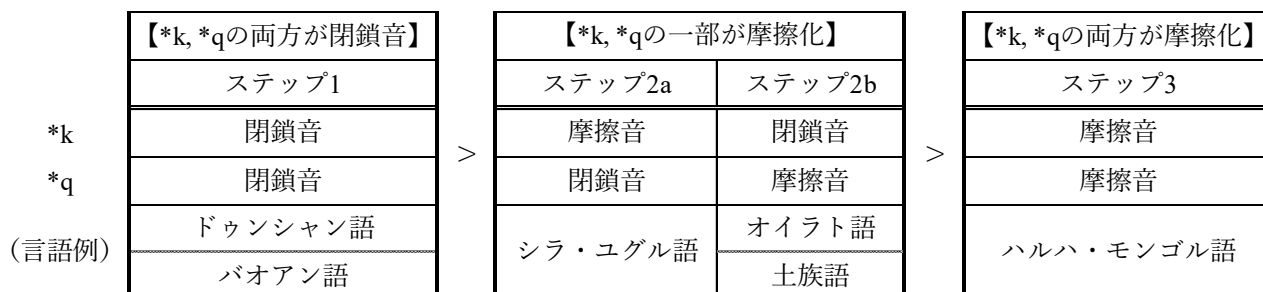 【*k, *qの両方が閉鎖音】 【*k, *qの一部が摩擦化】 【*k, *qの両方が摩擦化】
ステップ1 ステップ2a ステップ2b ステップ3
*k 閉鎖音 > 摩擦音 閉鎖音 > 摩擦音
*q 閉鎖音 閉鎖音 摩擦音 摩擦音
(言語例) ドゥンシャン語 シラ・ユグル語 オイラト語 ハルハ・モンゴル語
バオアン語 土族語